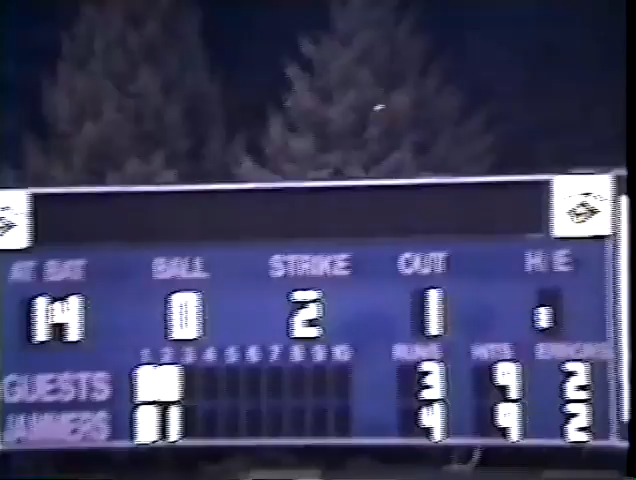 AT BAT BALL STRIKE OUT H/E
14 0 2 1
1 2 3 4 5 6 7 8 9 10 RUNS HITS ERRORS
GUESTS 3 9 2
4 9 2